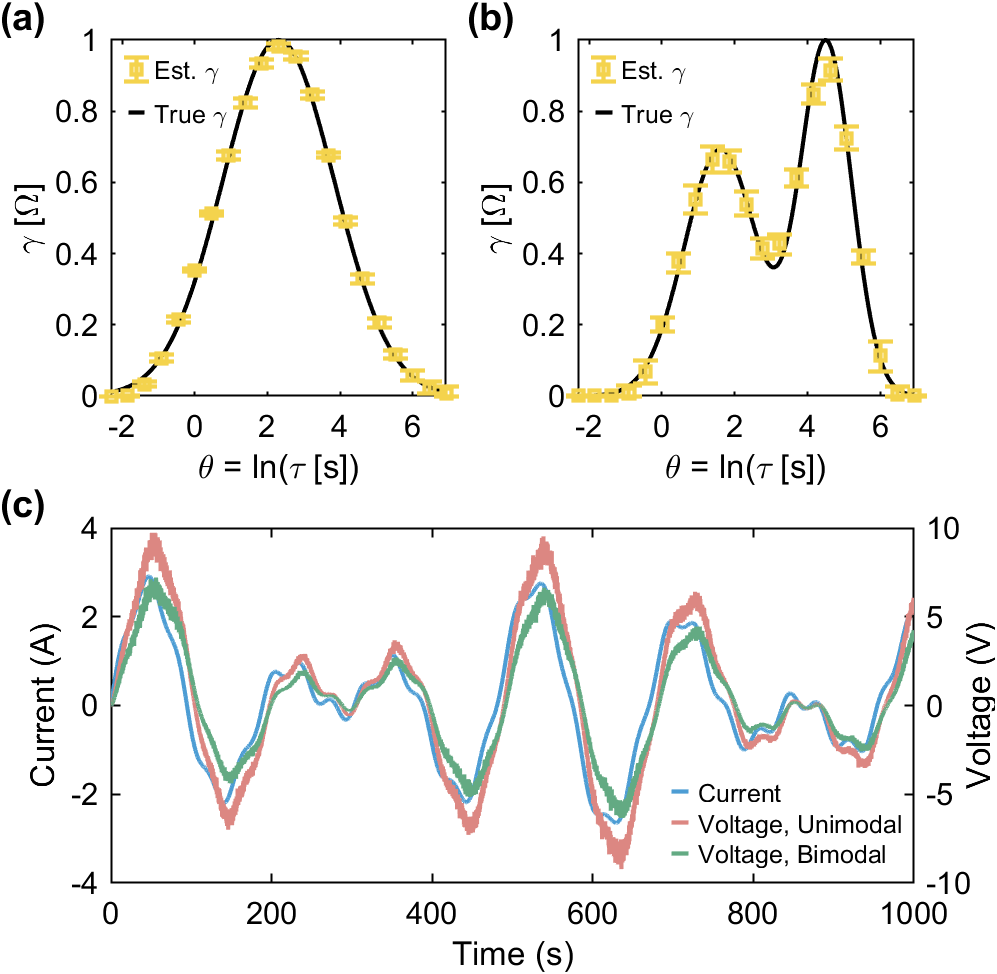 (a)
1
0.8
0.6
0.4
0.2
0
γ [Ω]
Est. γ
True γ
-2 0 2 4 6
θ = ln(τ [s])
(b)
1
0.8
0.6
0.4
0.2
0
γ [Ω]
Est. γ
True γ
-2 0 2 4 6
θ = ln(τ [s])
(c)
4
2
0
-2
-4
Current (A)
10
5
0
-5
-10
Voltage (V)
Current
Voltage, Unimodal
Voltage, Bimodal
0 200 400 600 800 1000
Time (s)